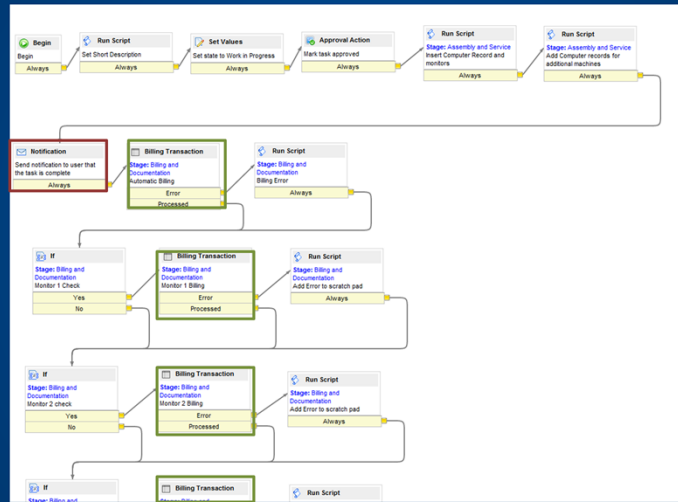 Begin
Begin
Always
Run Script
Set Short Description
Always
Set Values
Set state to Work in Progress
Always
Approval Action
Mark task approved
Always
Run Script
Stage: Assembly and Service
Insert Computer Record and
monitors
Always
Run Script
Stage: Assembly and Service
Add Computer records for
additional machines
Always
Notification
Send notification to user that
the task is complete
Always
Billing Transaction
Stage: Billing and
Documentation
Automatic Billing
Error
Processed
Run Script
Stage: Billing and
Documentation
Billing Error
Always
If
Stage: Billing and
Documentation
Monitor 1 Check
Yes
No
Billing Transaction
Stage: Billing and
Documentation
Monitor 1 Billing
Error
Processed
Run Script
Stage: Billing and
Documentation
Add Error to scratch pad
Always
If
Stage: Billing and
Documentation
Monitor 2 check
Yes
No
Billing Transaction
Stage: Billing and
Documentation
Monitor 2 Billing
Error
Processed
Run Script
Stage: Billing and
Documentation
Add Error to scratch pad
Always
If
Stage: Billing and
Billing Transaction
Stage: Billing and
Run Script